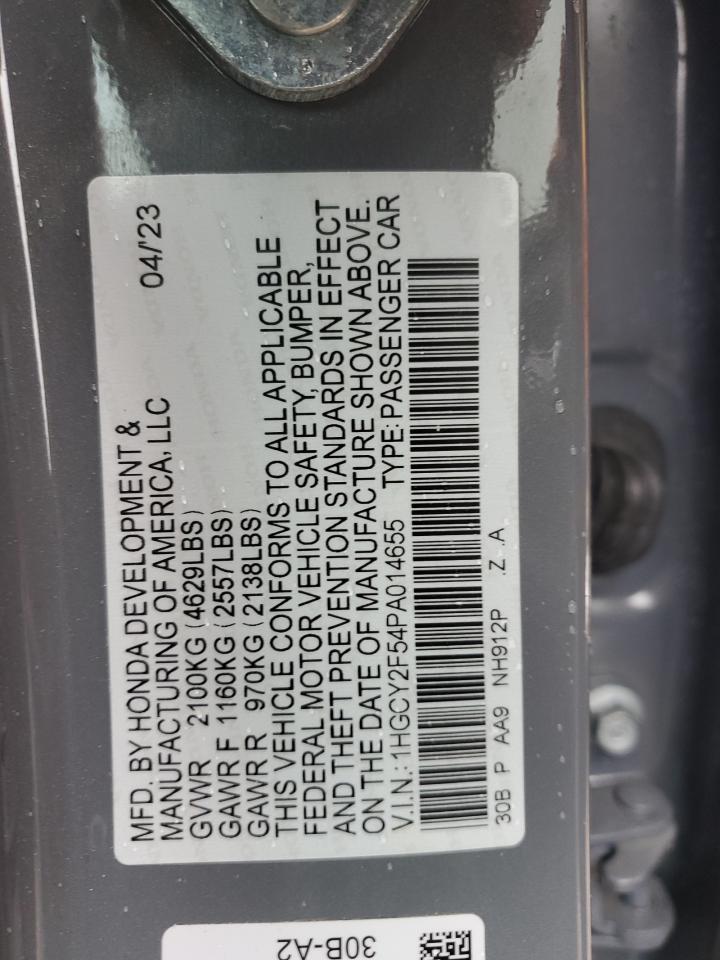 MFD. BY HONDA DEVELOPMENT &
MANUFACTURING OF AMERICA, LLC 04/'23
GVWR 2100KG (4629LBS)
GAWR F 1160KG (2557LBS)
GAWR R 970KG (2138LBS)
THIS VEHICLE CONFORMS TO ALL APPLICABLE
FEDERAL MOTOR VEHICLE SAFETY, BUMPER,
AND THEFT PREVENTION STANDARDS IN EFFECT
ON THE DATE OF MANUFACTURE SHOWN ABOVE.
V.I.N.: 1HGCY2F54PA014655 TYPE: PASSENGER CAR
30B P AA9 NH912P .Z .A
30B-A2